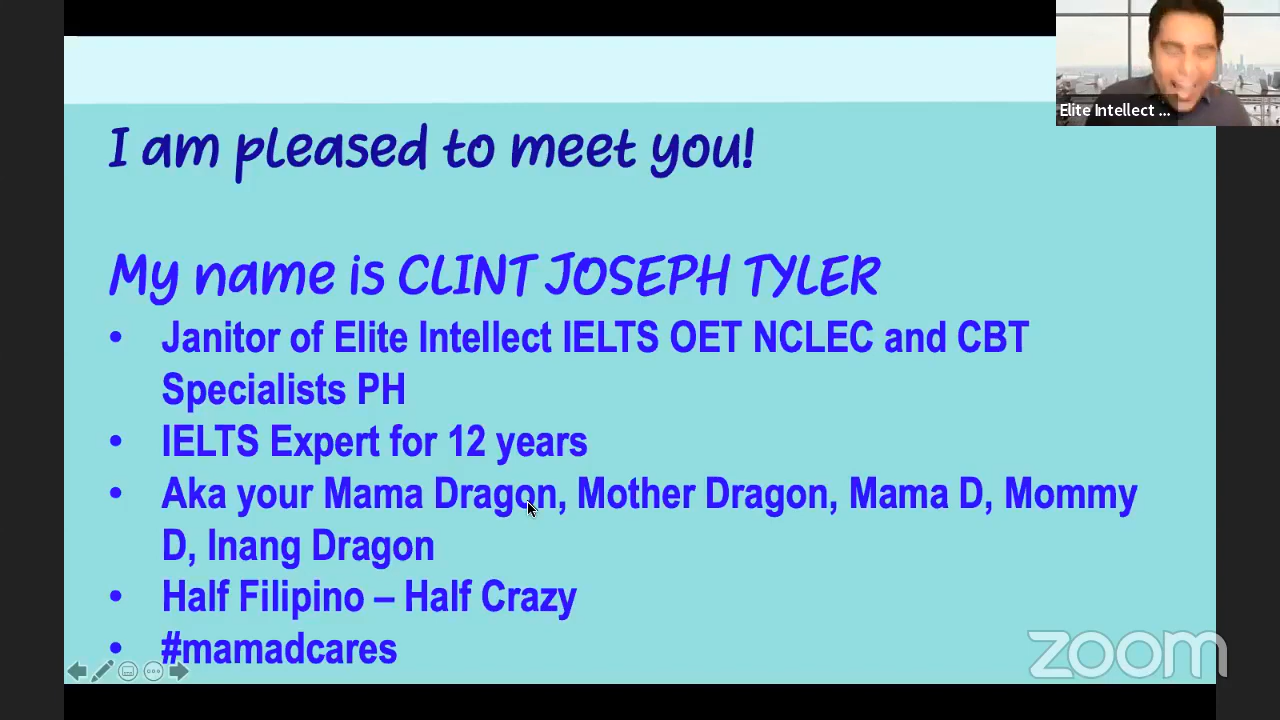 Elite Intellect ...
I am pleased to meet you!
My name is CLINT JOSEPH TYLER
• Janitor of Elite Intellect IELTS OET NCLEC and CBT
Specialists PH
• IELTS Expert for 12 years
• Aka your Mama Dragon, Mother Dragon, Mama D, Mommy
D, Inang Dragon
• Half Filipino – Half Crazy
• #mamadcares
zoom